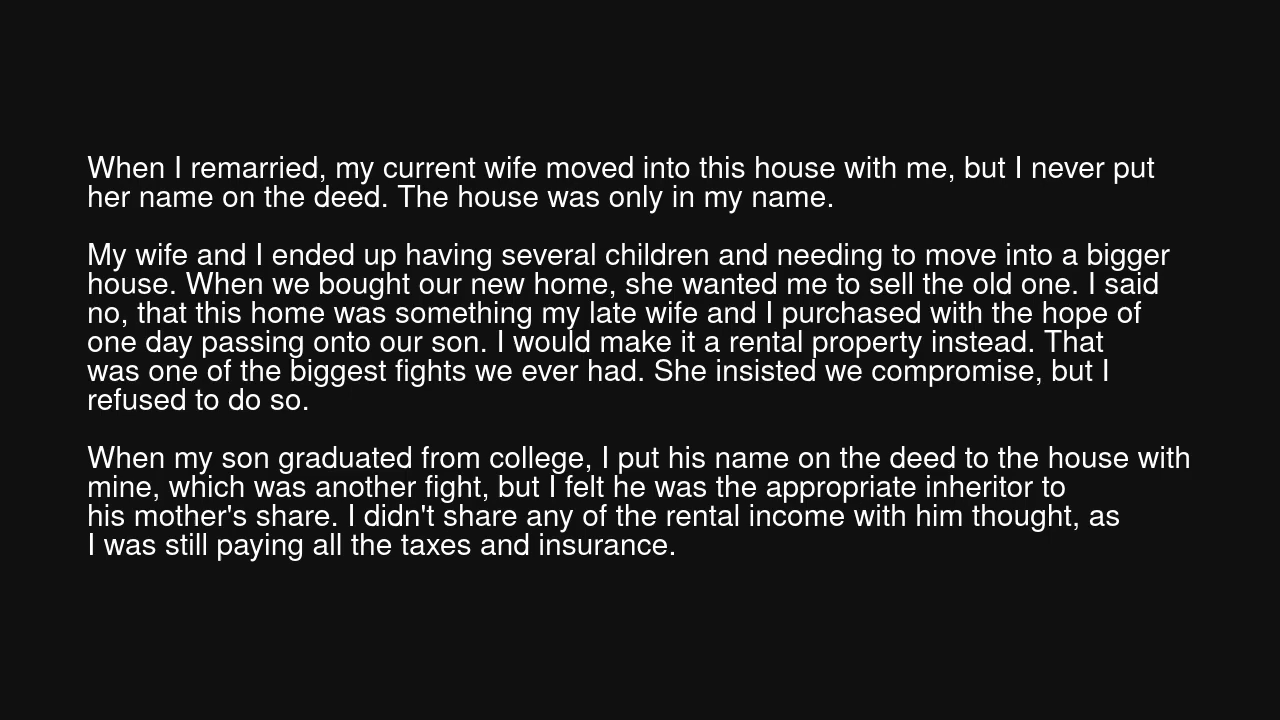 When I remarried, my current wife moved into this house with me, but I never put
her name on the deed. The house was only in my name.
My wife and I ended up having several children and needing to move into a bigger
house. When we bought our new home, she wanted me to sell the old one. I said
no, that this home was something my late wife and I purchased with the hope of
one day passing onto our son. I would make it a rental property instead. That
was one of the biggest fights we ever had. She insisted we compromise, but I
refused to do so.
When my son graduated from college, I put his name on the deed to the house with
mine, which was another fight, but I felt he was the appropriate inheritor to
his mother's share. I didn't share any of the rental income with him thought, as
I was still paying all the taxes and insurance.